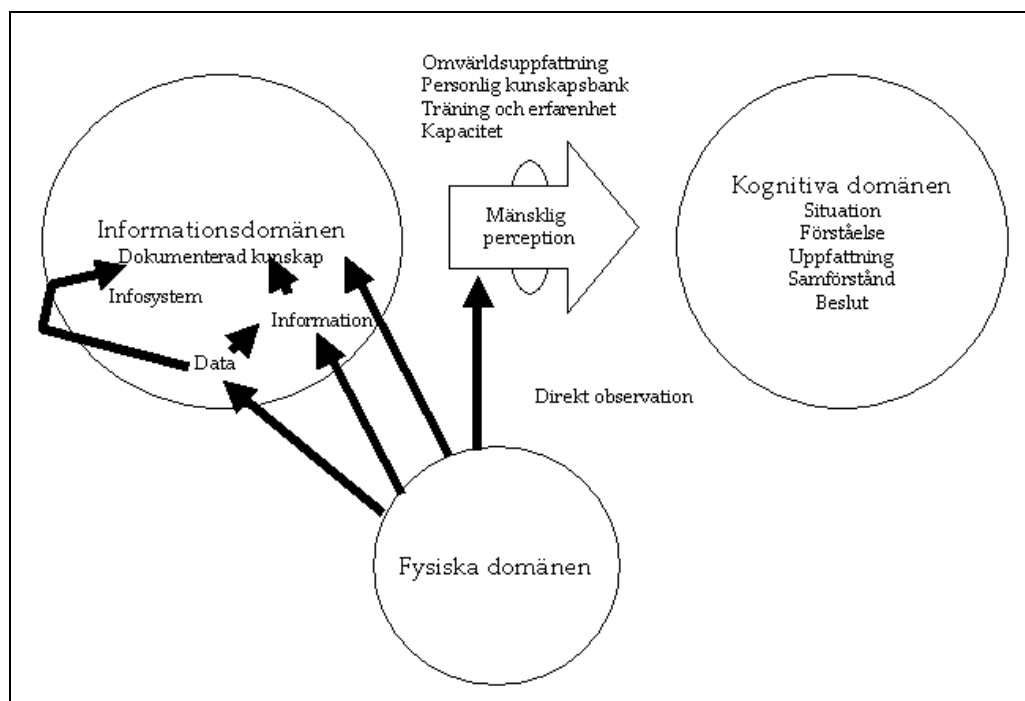 Omvärldsuppfattning
Personlig kunskapsbank
Träning och erfarenhet
Kapacitet
Informationsdomänen
Dokumenterad kunskap
Infosystem
Information
Data
Mänsklig
perception
Kognitiva domänen
Situation
Förståelse
Uppfattning
Samförstånd
Beslut
Direkt observation
Fysiska domänen